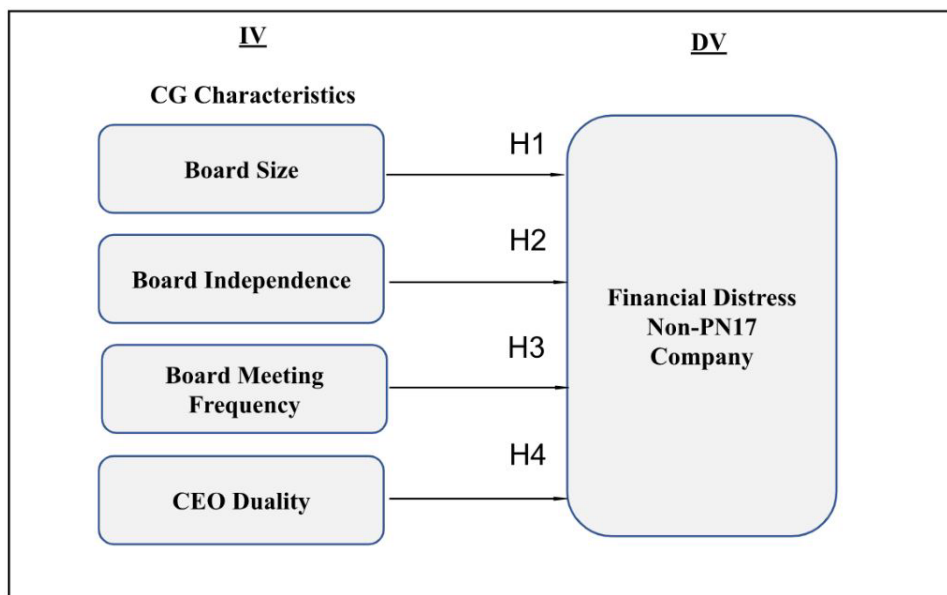 IV
DV
CG Characteristics
Board Size
H1
Board Independence
H2
Board Meeting
Frequency
H3
CEO Duality
H4
Financial Distress
Non-PN17
Company